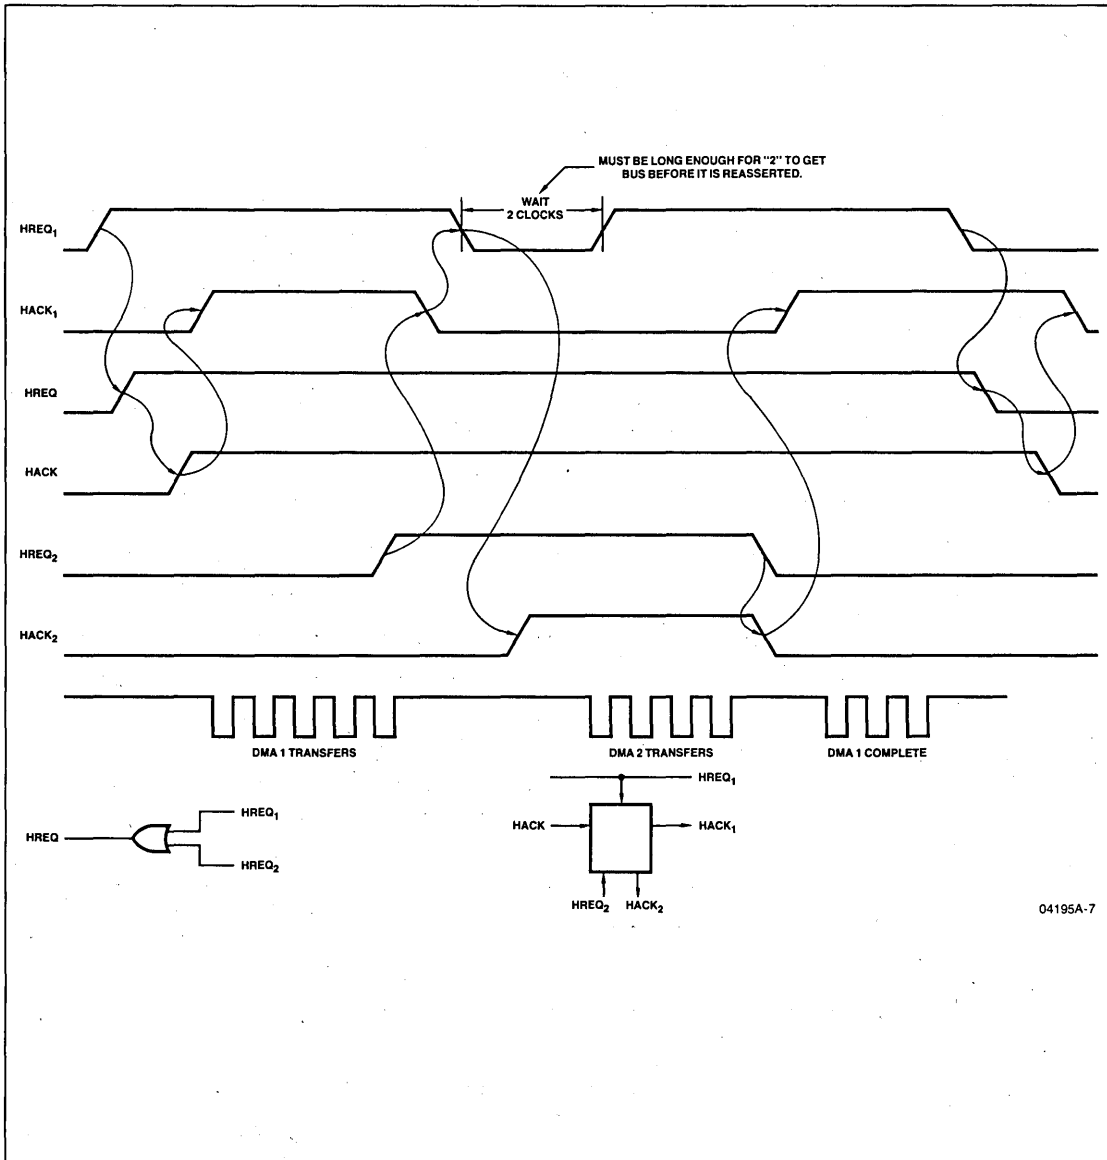 MUST BE LONG ENOUGH FOR "2" TO GET
BUS BEFORE IT IS REASSERTED.
WAIT
2 CLOCKS
HREQ₁
HACK₁
HREQ
HACK
HREQ₂
HACK₂
DMA 1 TRANSFERS
DMA 2 TRANSFERS
DMA 1 COMPLETE
HREQ
HREQ₁
HREQ₂
HREQ₁
HACK
HACK₁
HREQ₂
HACK₂
04195A-7